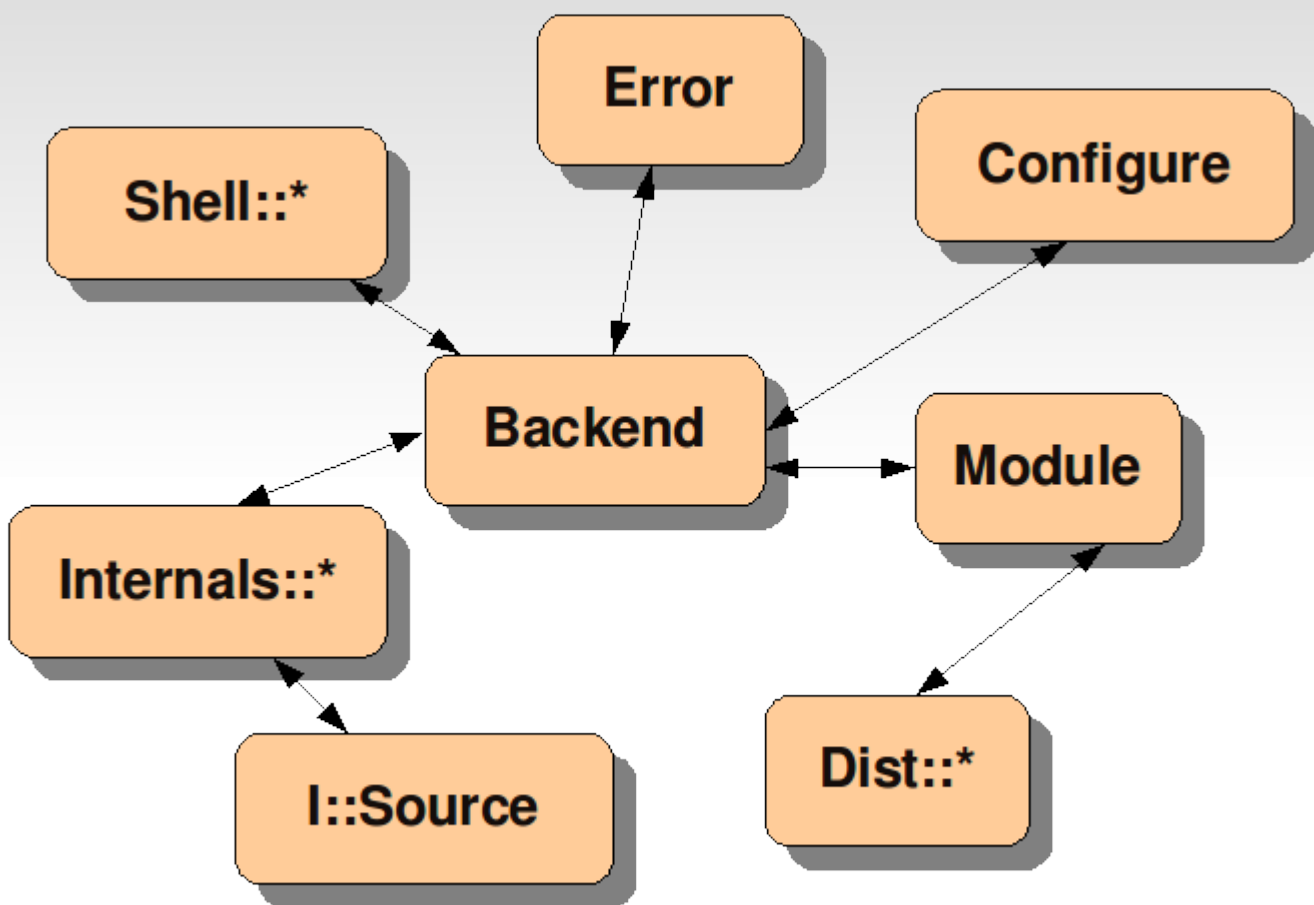 Error
Configure
Shell::*
Backend
Module
Internals::*
Dist::*
I::Source